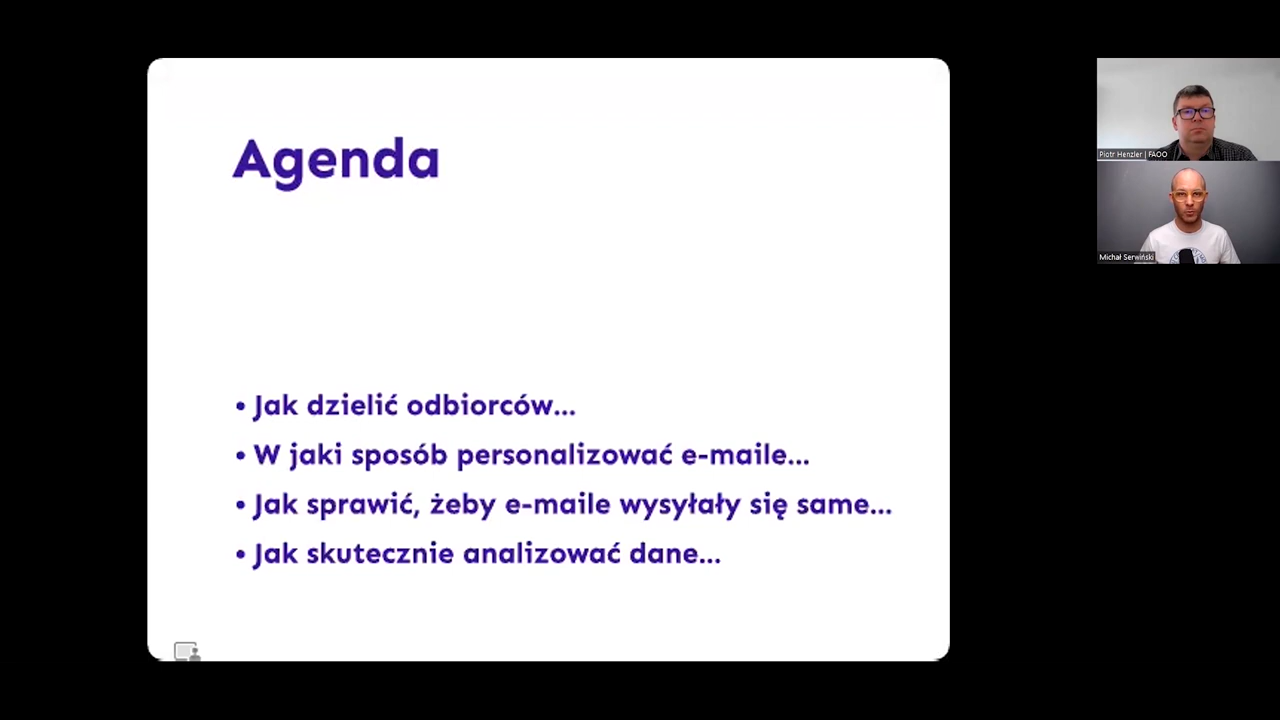 Agenda
• Jak dzielić odbiorców...
• W jaki sposób personalizować e-maile...
• Jak sprawić, żeby e-maile wysyłały się same...
• Jak skutecznie analizować dane...
Piotr Henzler | FAOO
Michał Serwiński